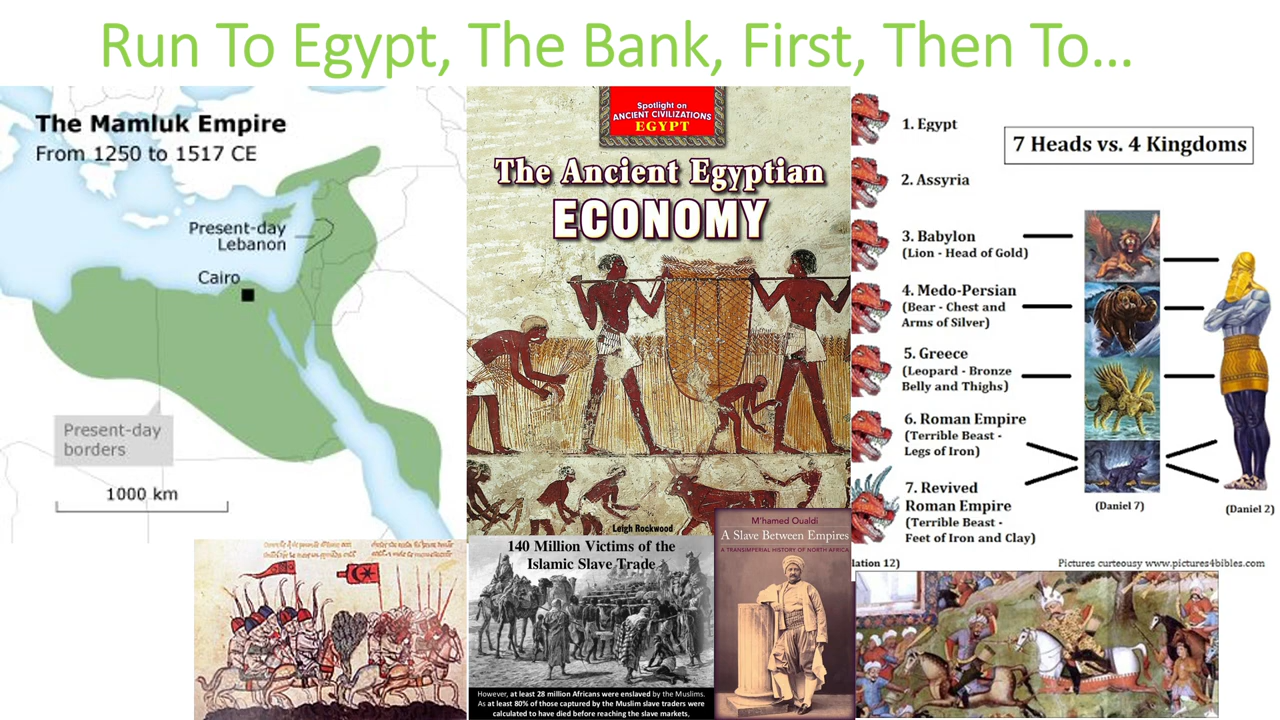 Run To Egypt, The Bank, First, Then To...
The Mamluk Empire
From 1250 to 1517 CE
Present-day
Lebanon
Cairo
Present-day
borders
1000 km
Spotlight on
ANCIENT CIVILIZATIONS
EGYPT
The Ancient Egyptian
ECONOMY
Leigh Rockwood
7 Heads vs. 4 Kingdoms
1. Egypt
2. Assyria
3. Babylon
(Lion - Head of Gold)
4. Medo-Persian
(Bear - Chest and
Arms of Silver)
5. Greece
(Leopard - Bronze
Belly and Thighs)
6. Roman Empire
(Terrible Beast -
Legs of Iron)
7. Revived
Roman Empire
(Terrible Beast -
Feet of Iron and Clay)
(Daniel 7)
(Daniel 2)
lation 12)
Pictures curteousy www.pictures4bibles.com
140 Million Victims of the
Islamic Slave Trade
However, at least 28 million Africans were enslaved by the Muslims.
As at least 80% of those captured by the Muslim slave traders were
calculated to have died before reaching the slave markets,
M'hamed Oualdi
A Slave Between Empires
A TRANSIMPERIAL HISTORY OF NORTH AFRICA